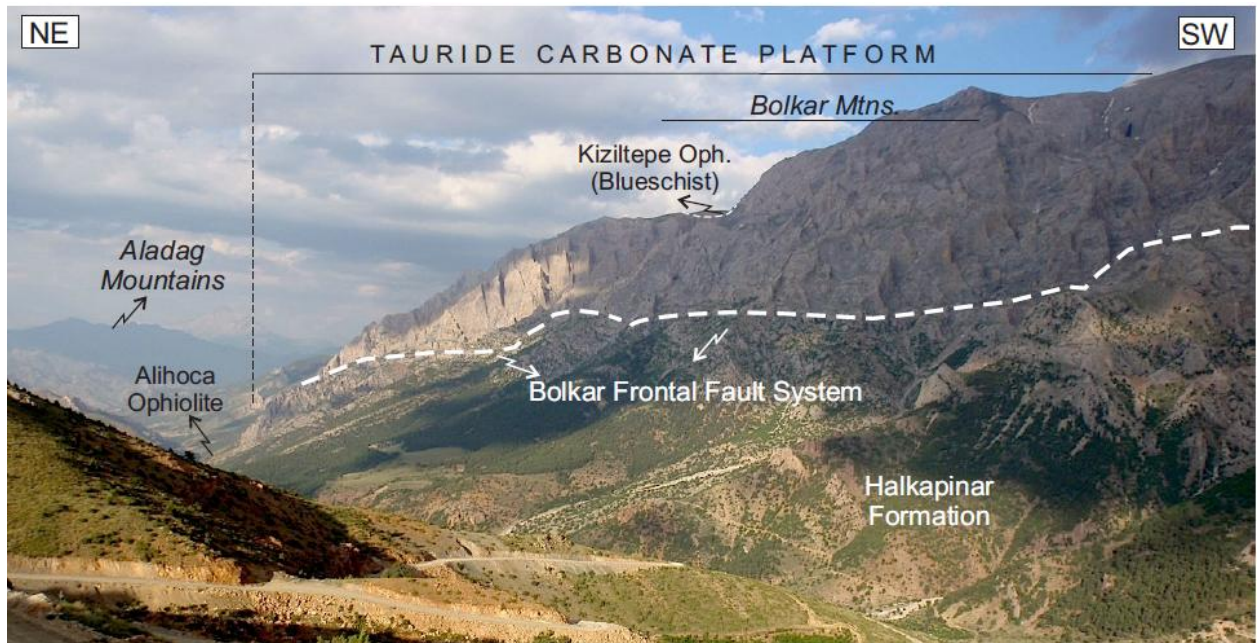 NE
SW
TAURIDE CARBONATE PLATFORM
Bolkar Mtns.
Kiziltepe Oph.
(Blueschist)
Aladag
Mountains
Alihoca
Ophiolite
Bolkar Frontal Fault System
Halkapinar
Formation